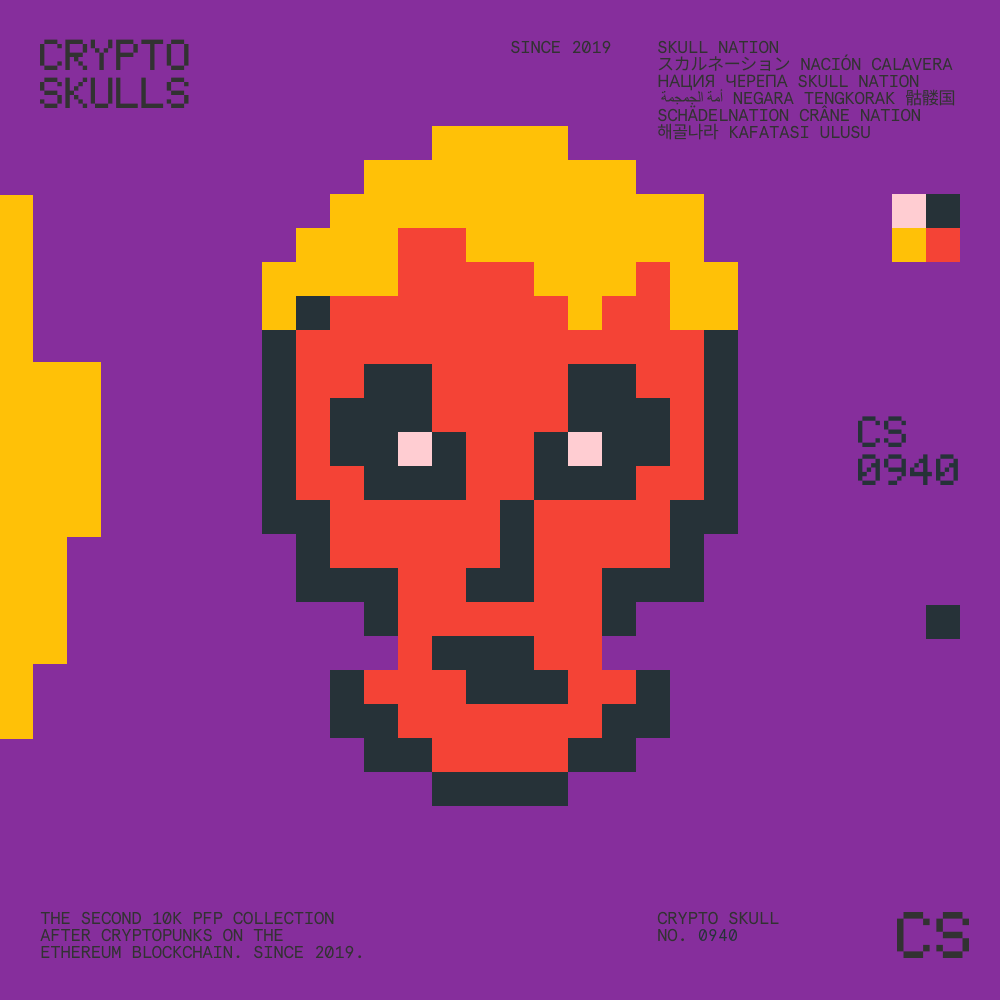 CRYPTO
SKULLS
SINCE 2019
SKULL NATION
スカルネーション NACIÓN CALAVERA
НАЦИЯ ЧЕРЕПА SKULL NATION
أمة الجمجمة NEGARA TENGKORAK 骷髅国
SCHÄDELNATION CRÂNE NATION
해골나라 KAFATASI ULUSU
CS
0940
THE SECOND 10K PFP COLLECTION
AFTER CRYPTOPUNKS ON THE
ETHEREUM BLOCKCHAIN. SINCE 2019.
CRYPTO SKULL
NO. 0940
CS